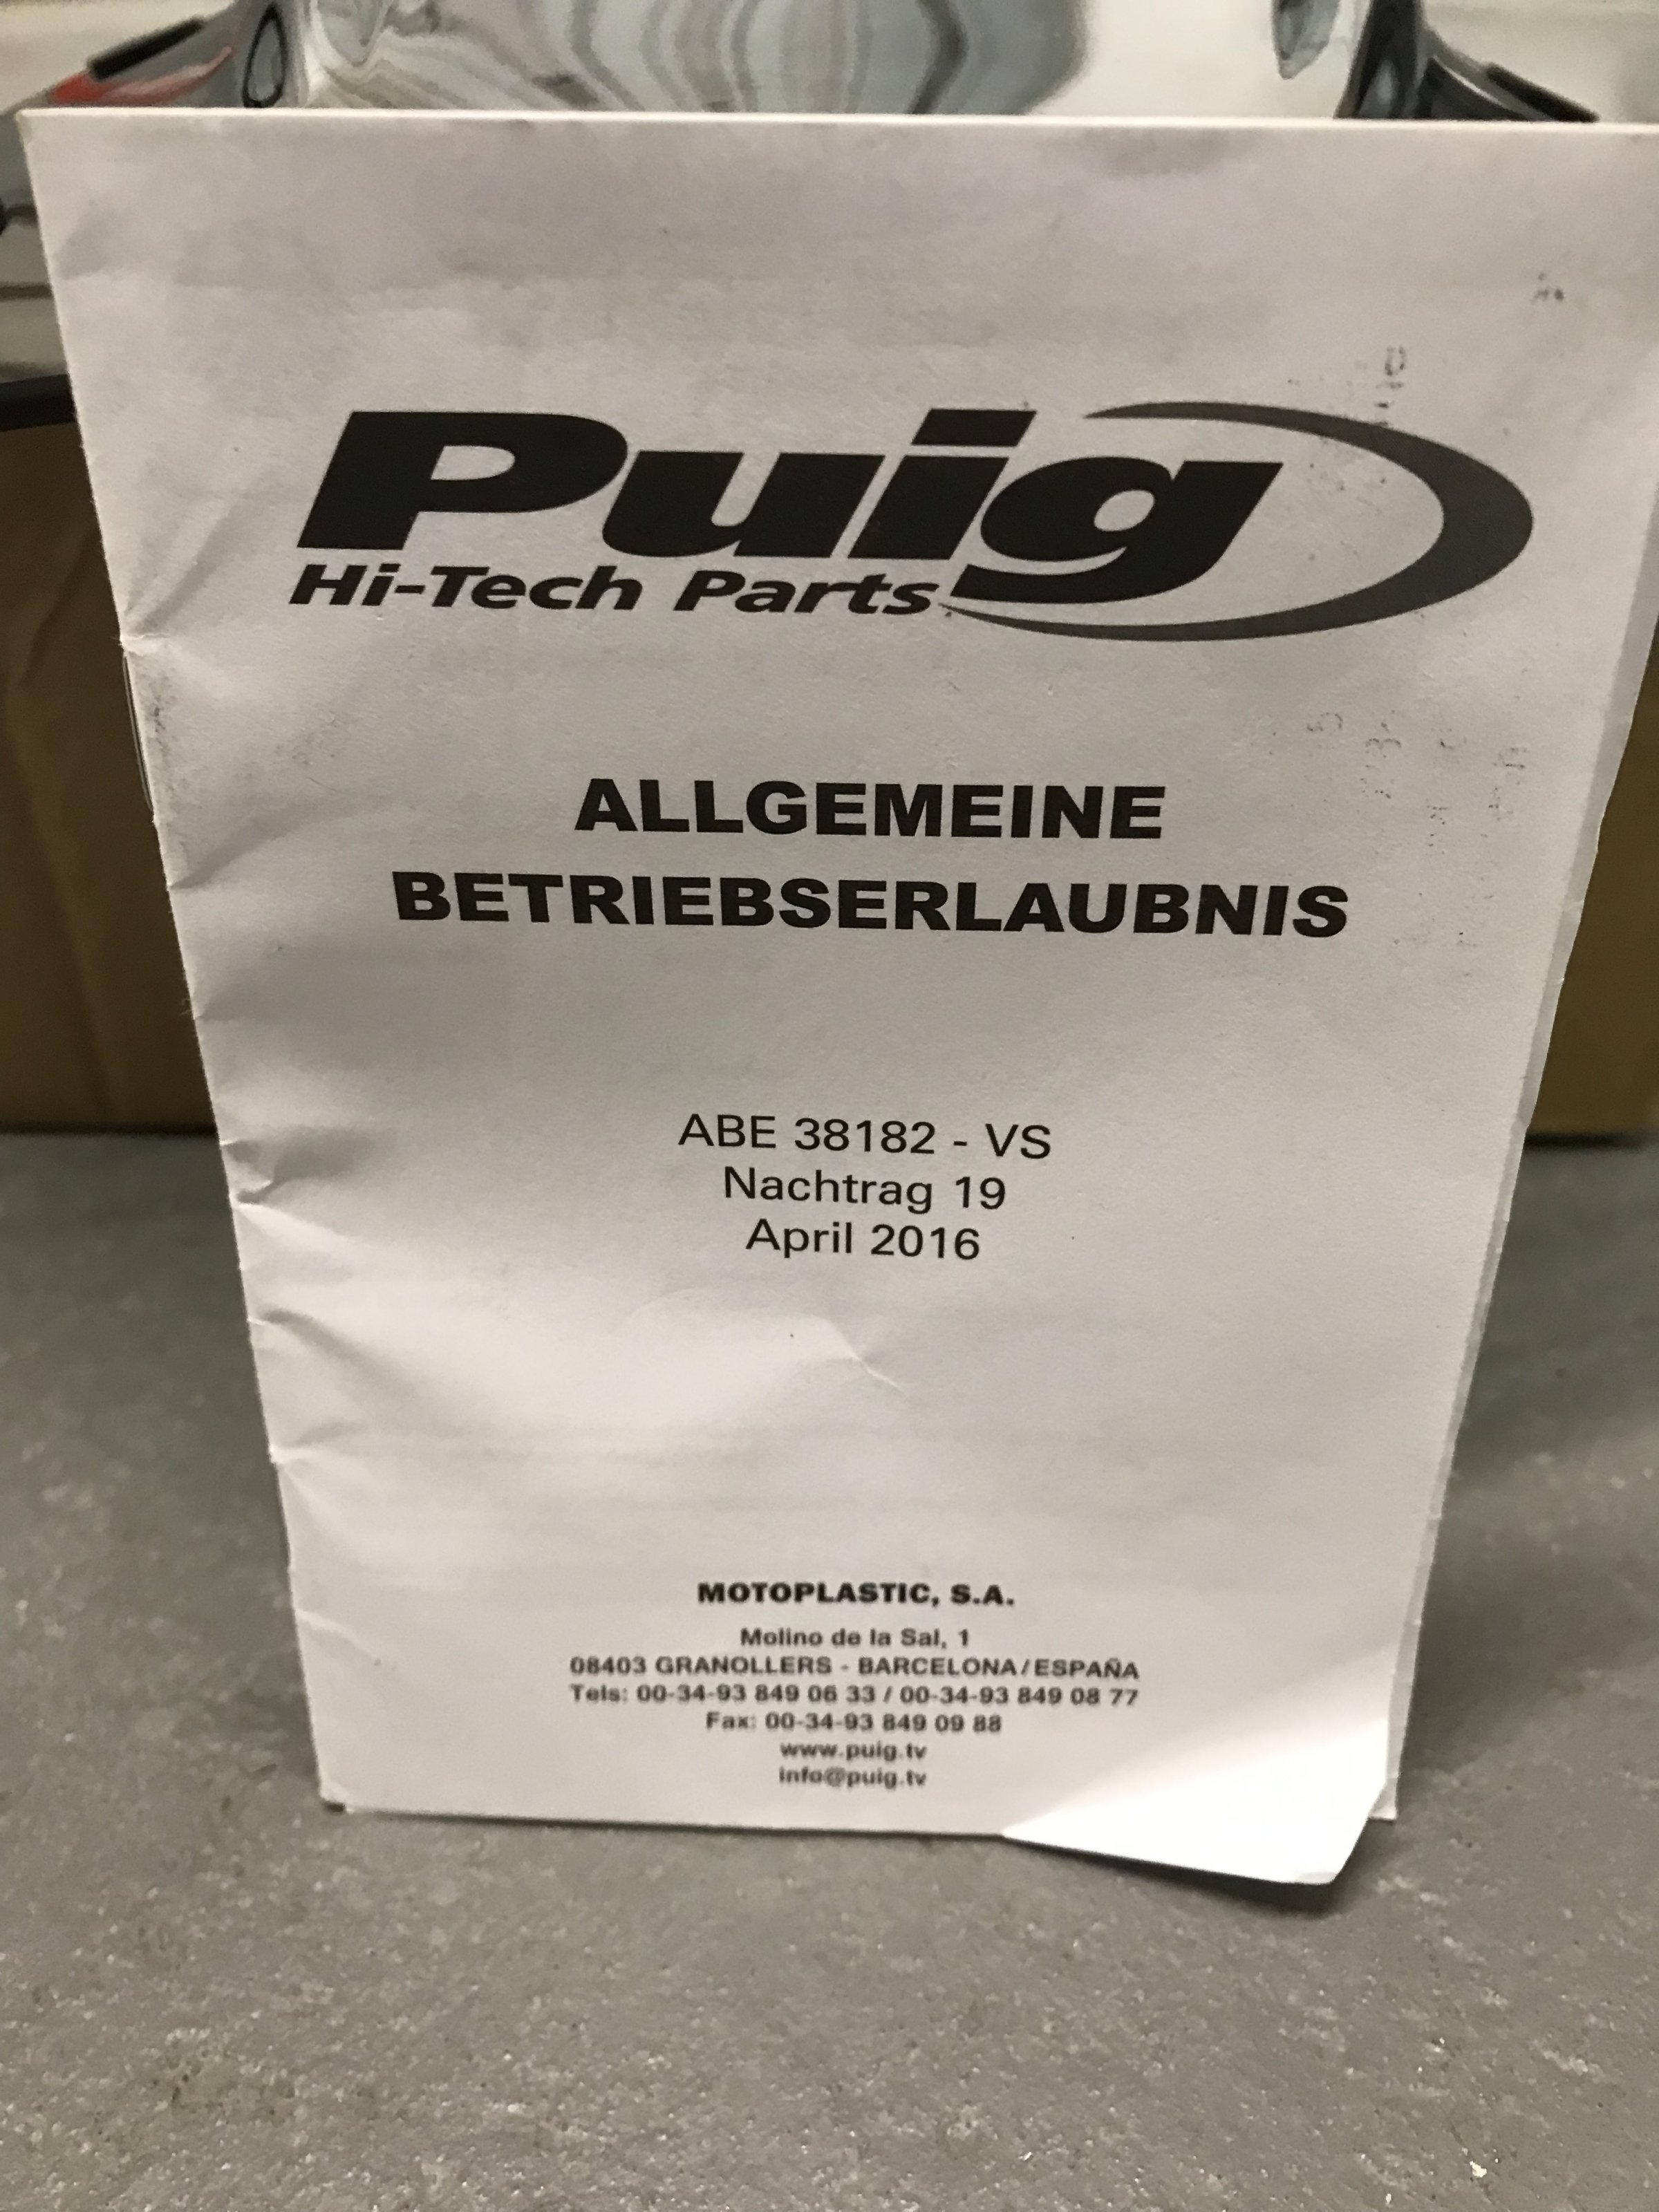 Puig
Hi-Tech Parts
ALLGEMEINE
BETRIEBSERLAUBNIS
ABE 38182 - VS
Nachtrag 19
April 2016
MOTOPLASTIC, S.A.
Molino de la Sal, 1
08403 GRANOLLERS - BARCELONA/ESPAÑA
Tels: 00-34-93 849 06 33 / 00-34-93 849 08 77
Fax: 00-34-93 849 09 88
www.puig.tv
info@puig.tv